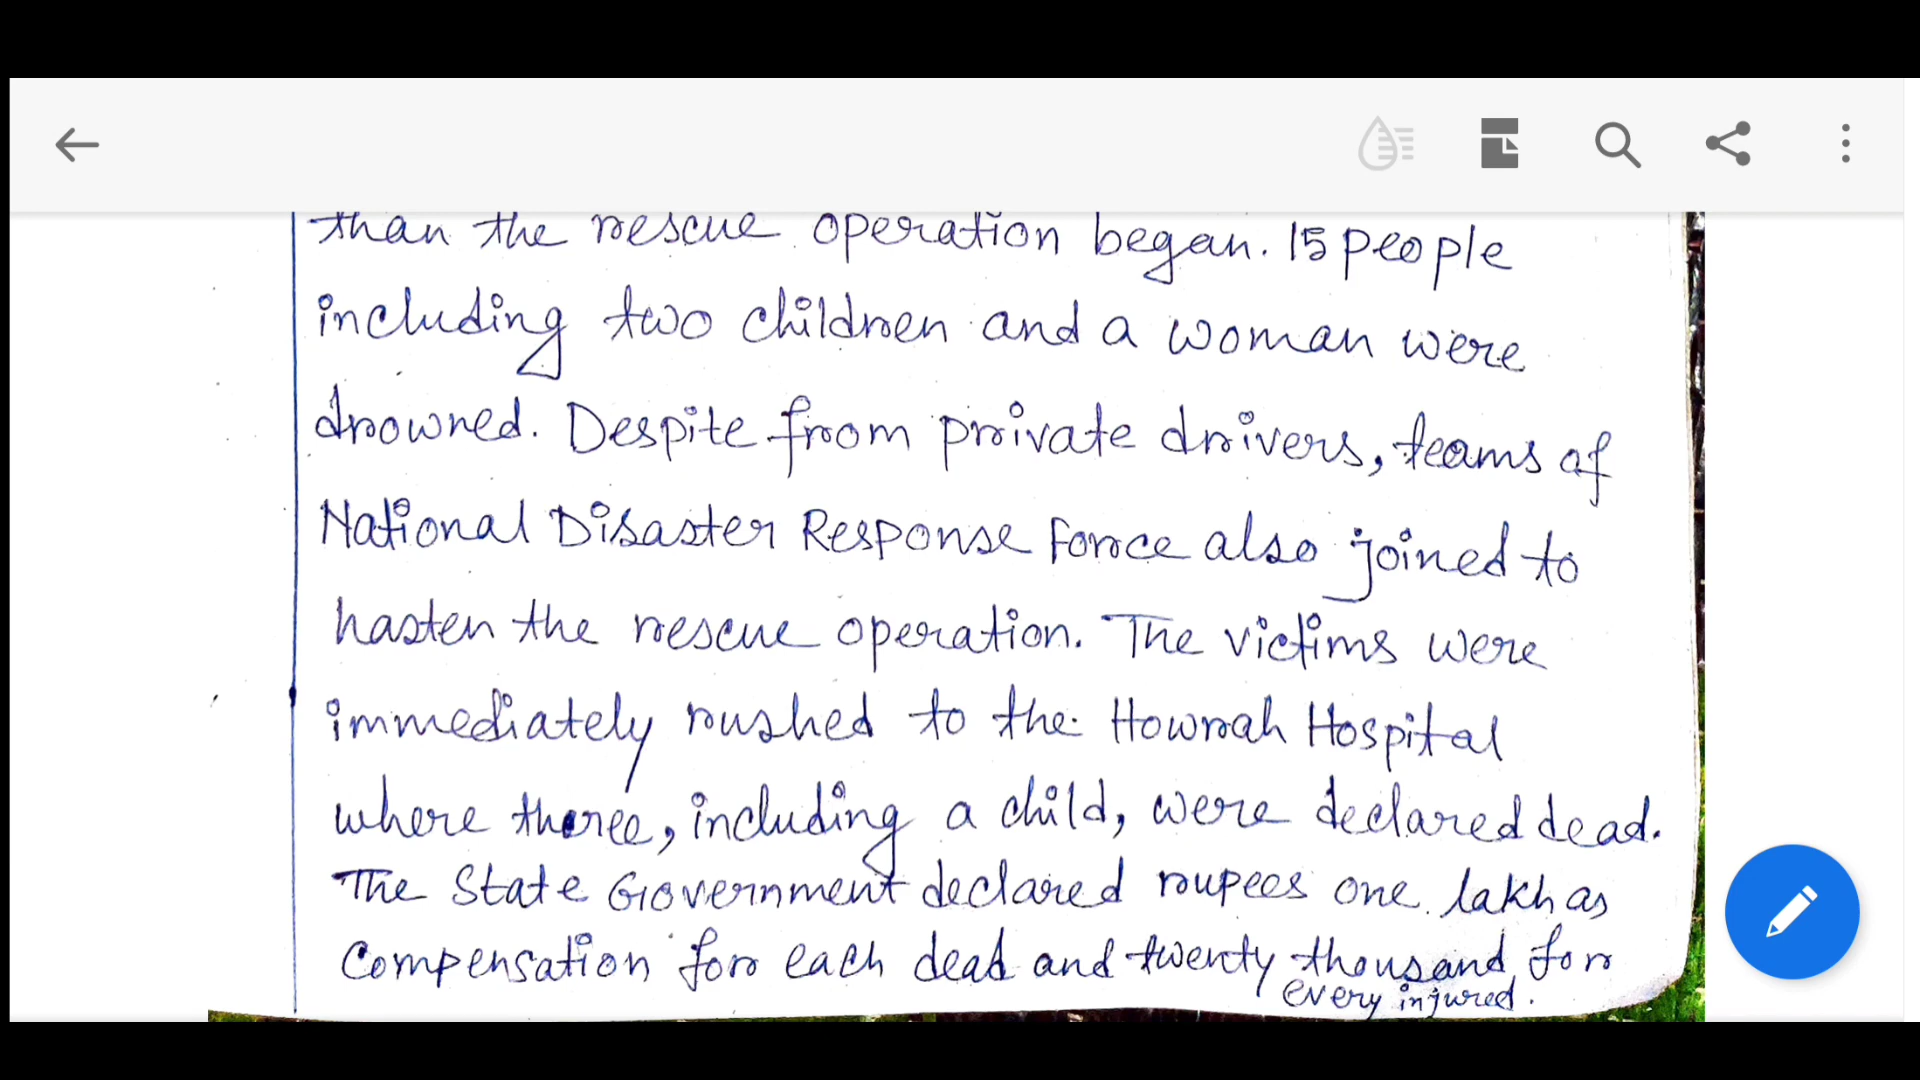 than the rescue operation began. 15 people
including two children and a woman were
drowned. Despite from private drivers, teams of
National Disaster Response Force also joined to
hasten the rescue operation. The victims were
immediately rushed to the Howrah Hospital
where three, including a child, were declared dead.
The State Government declared rupees one lakh as
compensation for each dead and twenty thousand for
every injured.